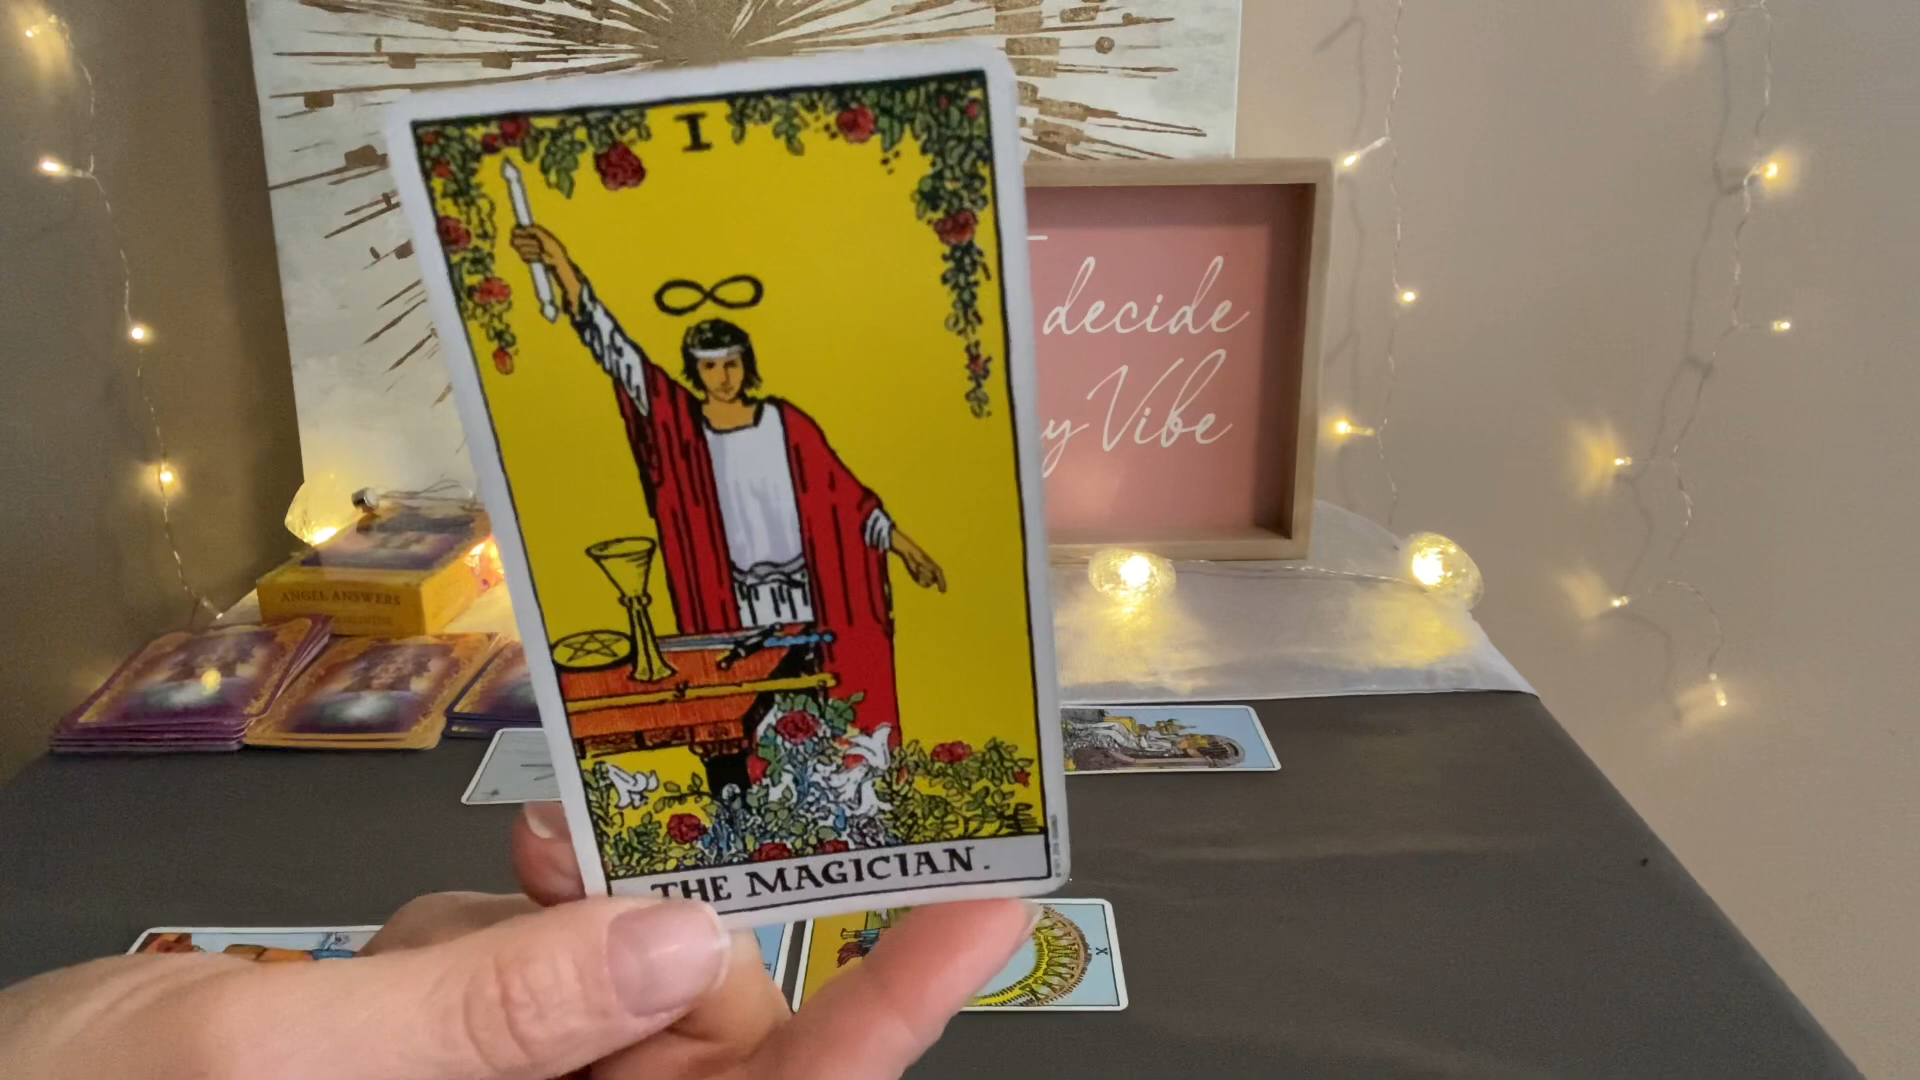 I
decide
y Vibe
ANGEL ANSWERS
THE MAGICIAN.
X